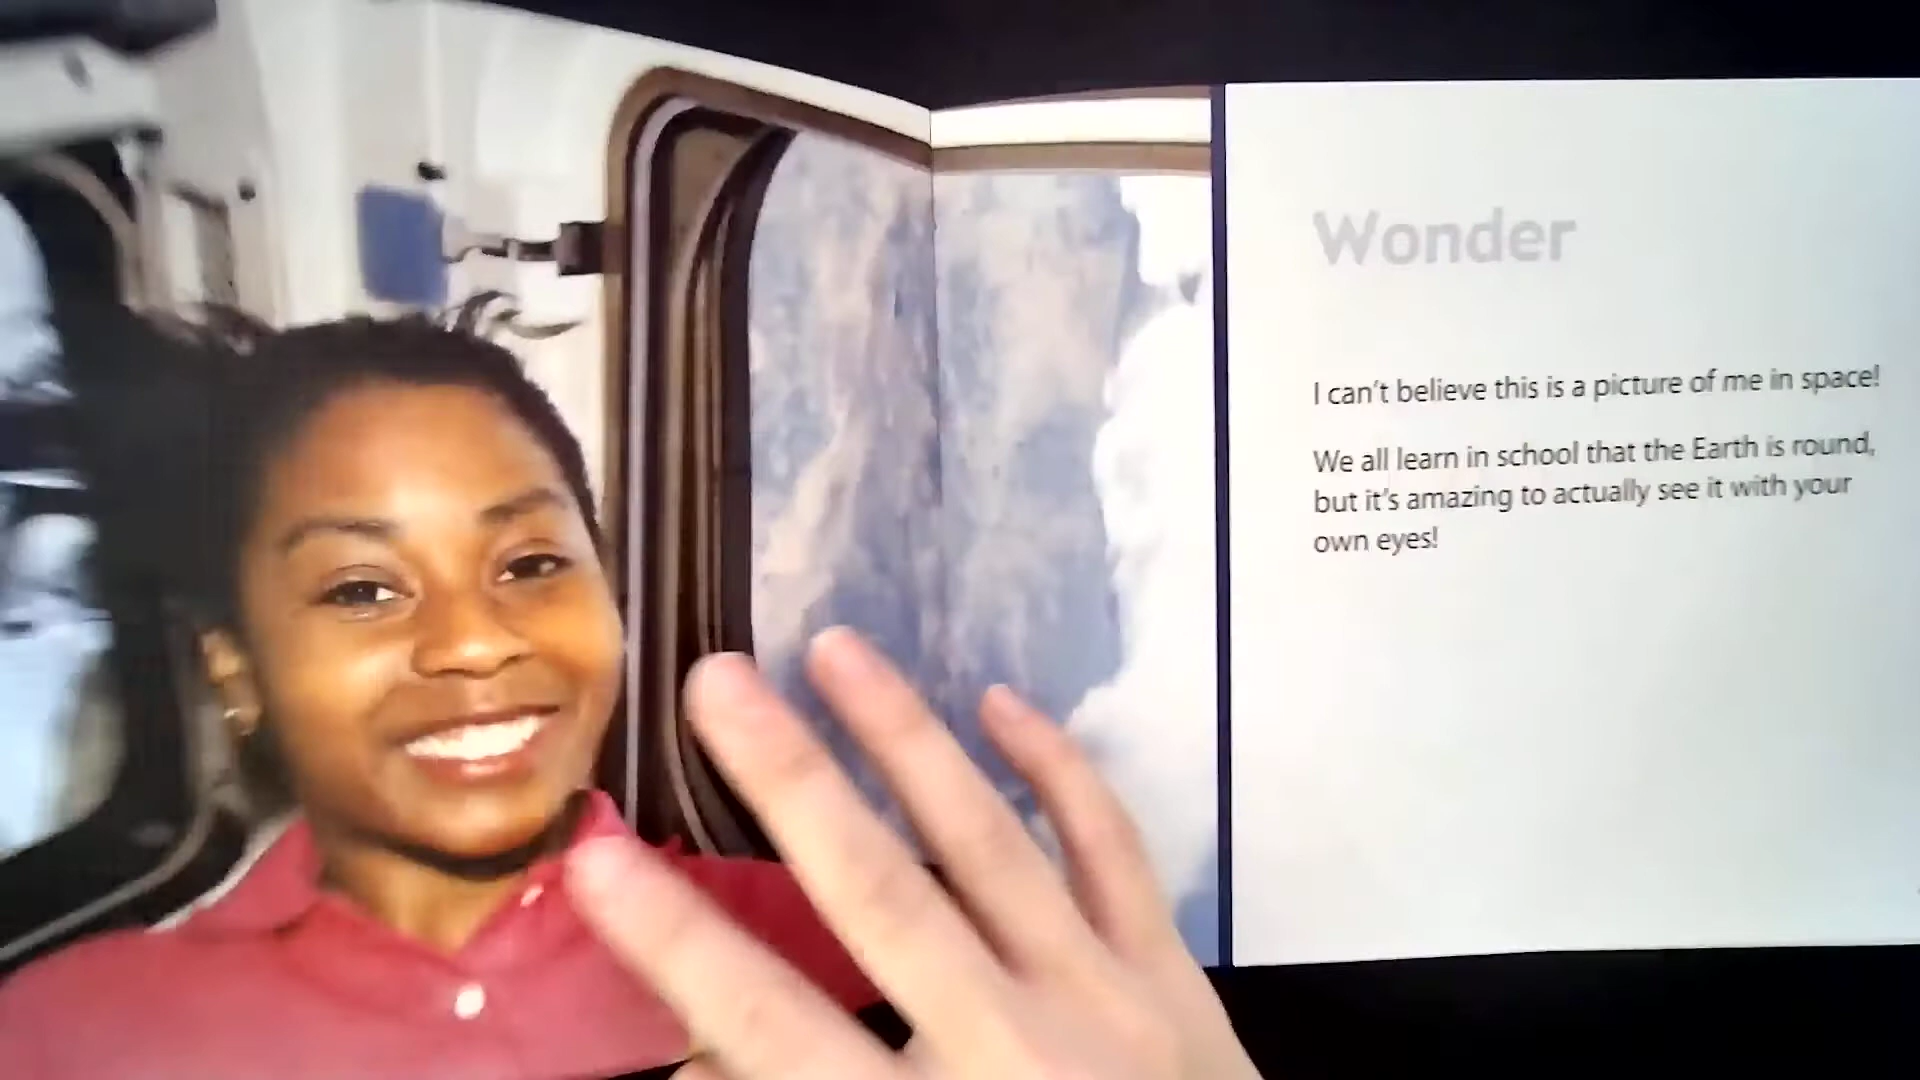 Wonder
I can't believe this is a picture of me in space!
We all learn in school that the Earth is round,
but it's amazing to actually see it with your
own eyes!